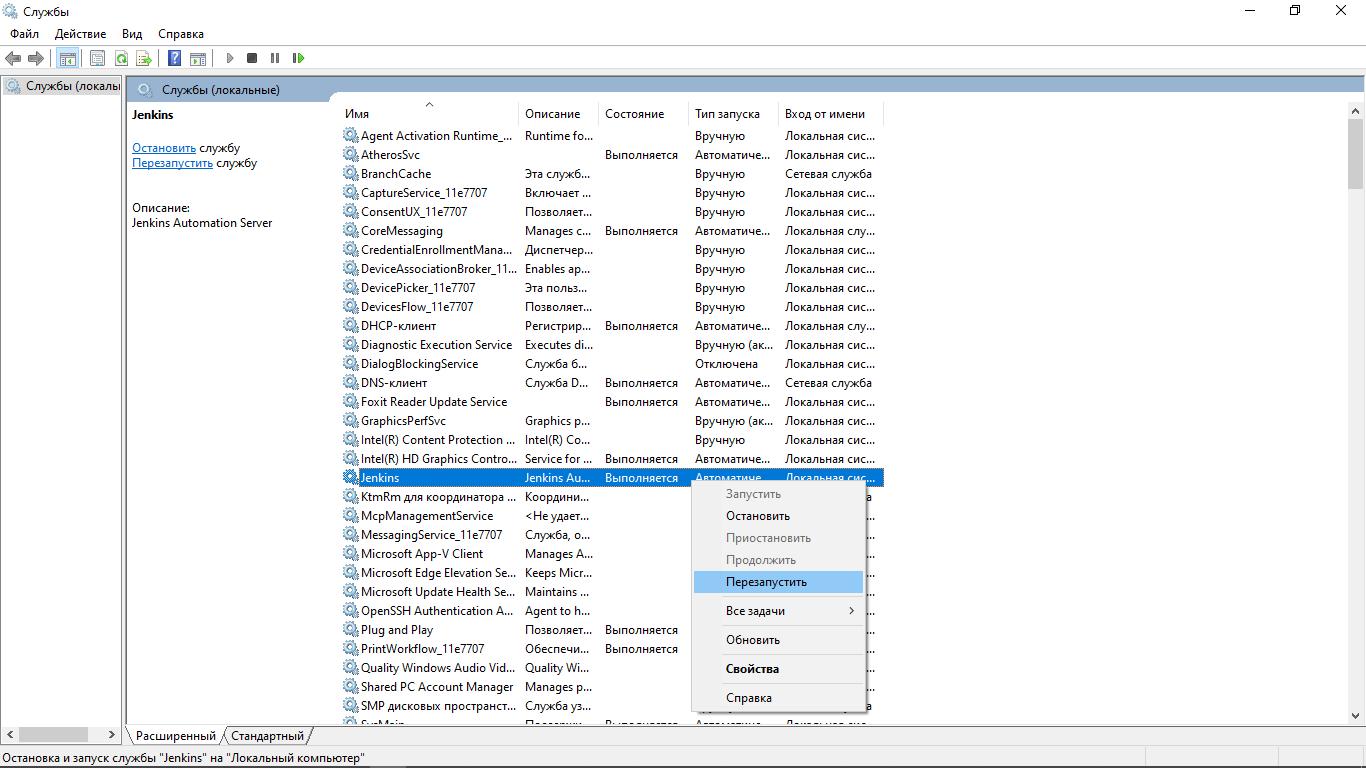 Службы
Файл Действие Вид Справка
Службы (локалы
Службы (локальные)
Jenkins
Остановить службу
Перезапустить службу
Описание:
Jenkins Automation Server
Имя Описание Состояние Тип запуска Вход от имени
Agent Activation Runtime_... Runtime fo... Вручную Локальная сис...
AtherosSvc Выполняется Автоматиче... Локальная сис...
BranchCache Эта служб... Вручную Сетевая служба
CaptureService_11e7707 Включает ... Вручную Локальная сис...
ConsentUX_11e7707 Позволяет... Вручную Локальная сис...
CoreMessaging Manages c... Выполняется Автоматиче... Локальная слу...
CredentialEnrollmentMana... Диспетчер... Вручную Локальная сис...
DeviceAssociationBroker_11... Enables ap... Вручную Локальная сис...
DevicePicker_11e7707 Эта польз... Вручную Локальная сис...
DevicesFlow_11e7707 Позволяет... Вручную Локальная сис...
DHCP-клиент Регистрир... Выполняется Автоматиче... Локальная слу...
Diagnostic Execution Service Executes di... Вручную (ак... Локальная сис...
DialogBlockingService Служба б... Отключена Локальная сис...
DNS-клиент Служба D... Выполняется Автоматиче... Сетевая служба
Foxit Reader Update Service Выполняется Автоматиче... Локальная сис...
GraphicsPerfSvc Graphics p... Вручную (ак... Локальная сис...
Intel(R) Content Protection ... Intel(R) Co... Вручную Локальная сис...
Intel(R) HD Graphics Contro... Service for ... Выполняется Автоматиче... Локальная сис...
Jenkins Jenkins Au... Выполняется Автоматиче... Локальная сис...
KtmRm для координатора ... Координи... а
McpManagementService <Не удает... ...
MessagingService_11e7707 Служба, о... ...
Microsoft App-V Client Manages A... ...
Microsoft Edge Elevation Se... Keeps Micr... ...
Microsoft Update Health Se... Maintains ... ...
OpenSSH Authentication A... Agent to h... ...
Plug and Play Позволяет... Выполняется ...
PrintWorkflow_11e7707 Обеспечи... Выполняется ...
Quality Windows Audio Vid... Quality Wi... ...
Shared PC Account Manager Manages p... ...
SMP дисковых пространст... Служба уз... а
SysMain Поддержи... Выполняется
Запустить
Остановить
Приостановить
Продолжить
Перезапустить
Все задачи
Обновить
Свойства
Справка
Расширенный Стандартный
Остановка и запуск службы "Jenkins" на "Локальный компьютер"